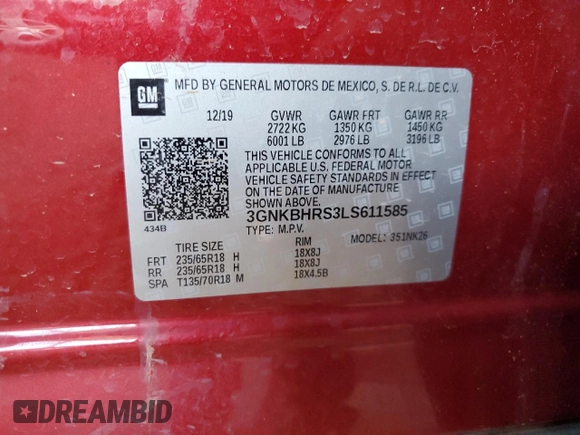 GM
MFD BY GENERAL MOTORS DE MEXICO, S. DE R.L. DE C.V.
12/19 GVWR GAWR FRT GAWR RR
2722 KG 1350 KG 1450 KG
6001 LB 2976 LB 3196 LB
THIS VEHICLE CONFORMS TO ALL
APPLICABLE U.S. FEDERAL MOTOR
VEHICLE SAFETY STANDARDS IN EFFECT
ON THE DATE OF MANUFACTURE
SHOWN ABOVE.
3GNKBHRS3LS611585
434B
TYPE: M.P.V. MODEL: 351NK26
TIRE SIZE RIM
FRT 235/65R18 H 18X8J
RR 235/65R18 H 18X8J
SPA T135/70R18 M 18X4.5B
DREAMBID